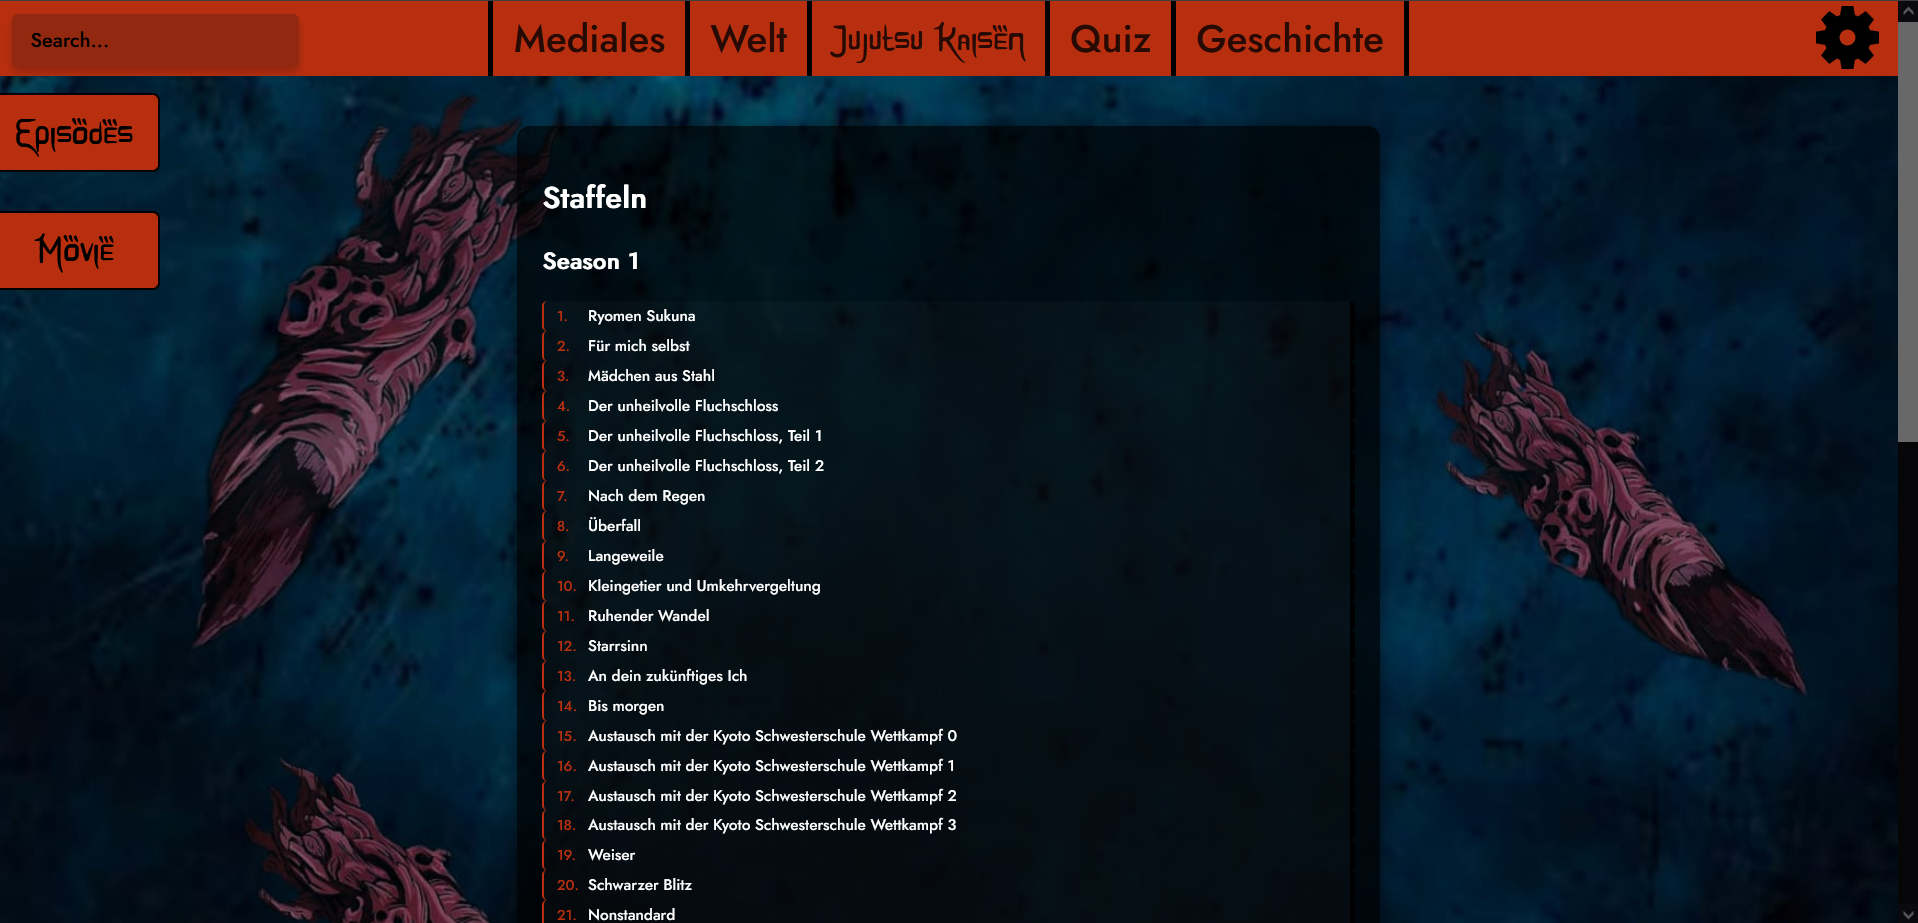 Search...
Mediales
Welt
Jujutsu Kaisen
Quiz
Geschichte
Episodes
Movie
Staffeln
Season 1
1. Ryomen Sukuna
2. Für mich selbst
3. Mädchen aus Stahl
4. Der unheilvolle Fluchschloss
5. Der unheilvolle Fluchschloss, Teil 1
6. Der unheilvolle Fluchschloss, Teil 2
7. Nach dem Regen
8. Überfall
9. Langeweile
10. Kleingetier und Umkehrvergeltung
11. Ruhender Wandel
12. Starrsinn
13. An dein zukünftiges Ich
14. Bis morgen
15. Austausch mit der Kyoto Schwesterschule Wettkampf 0
16. Austausch mit der Kyoto Schwesterschule Wettkampf 1
17. Austausch mit der Kyoto Schwesterschule Wettkampf 2
18. Austausch mit der Kyoto Schwesterschule Wettkampf 3
19. Weiser
20. Schwarzer Blitz
21. Nonstandard